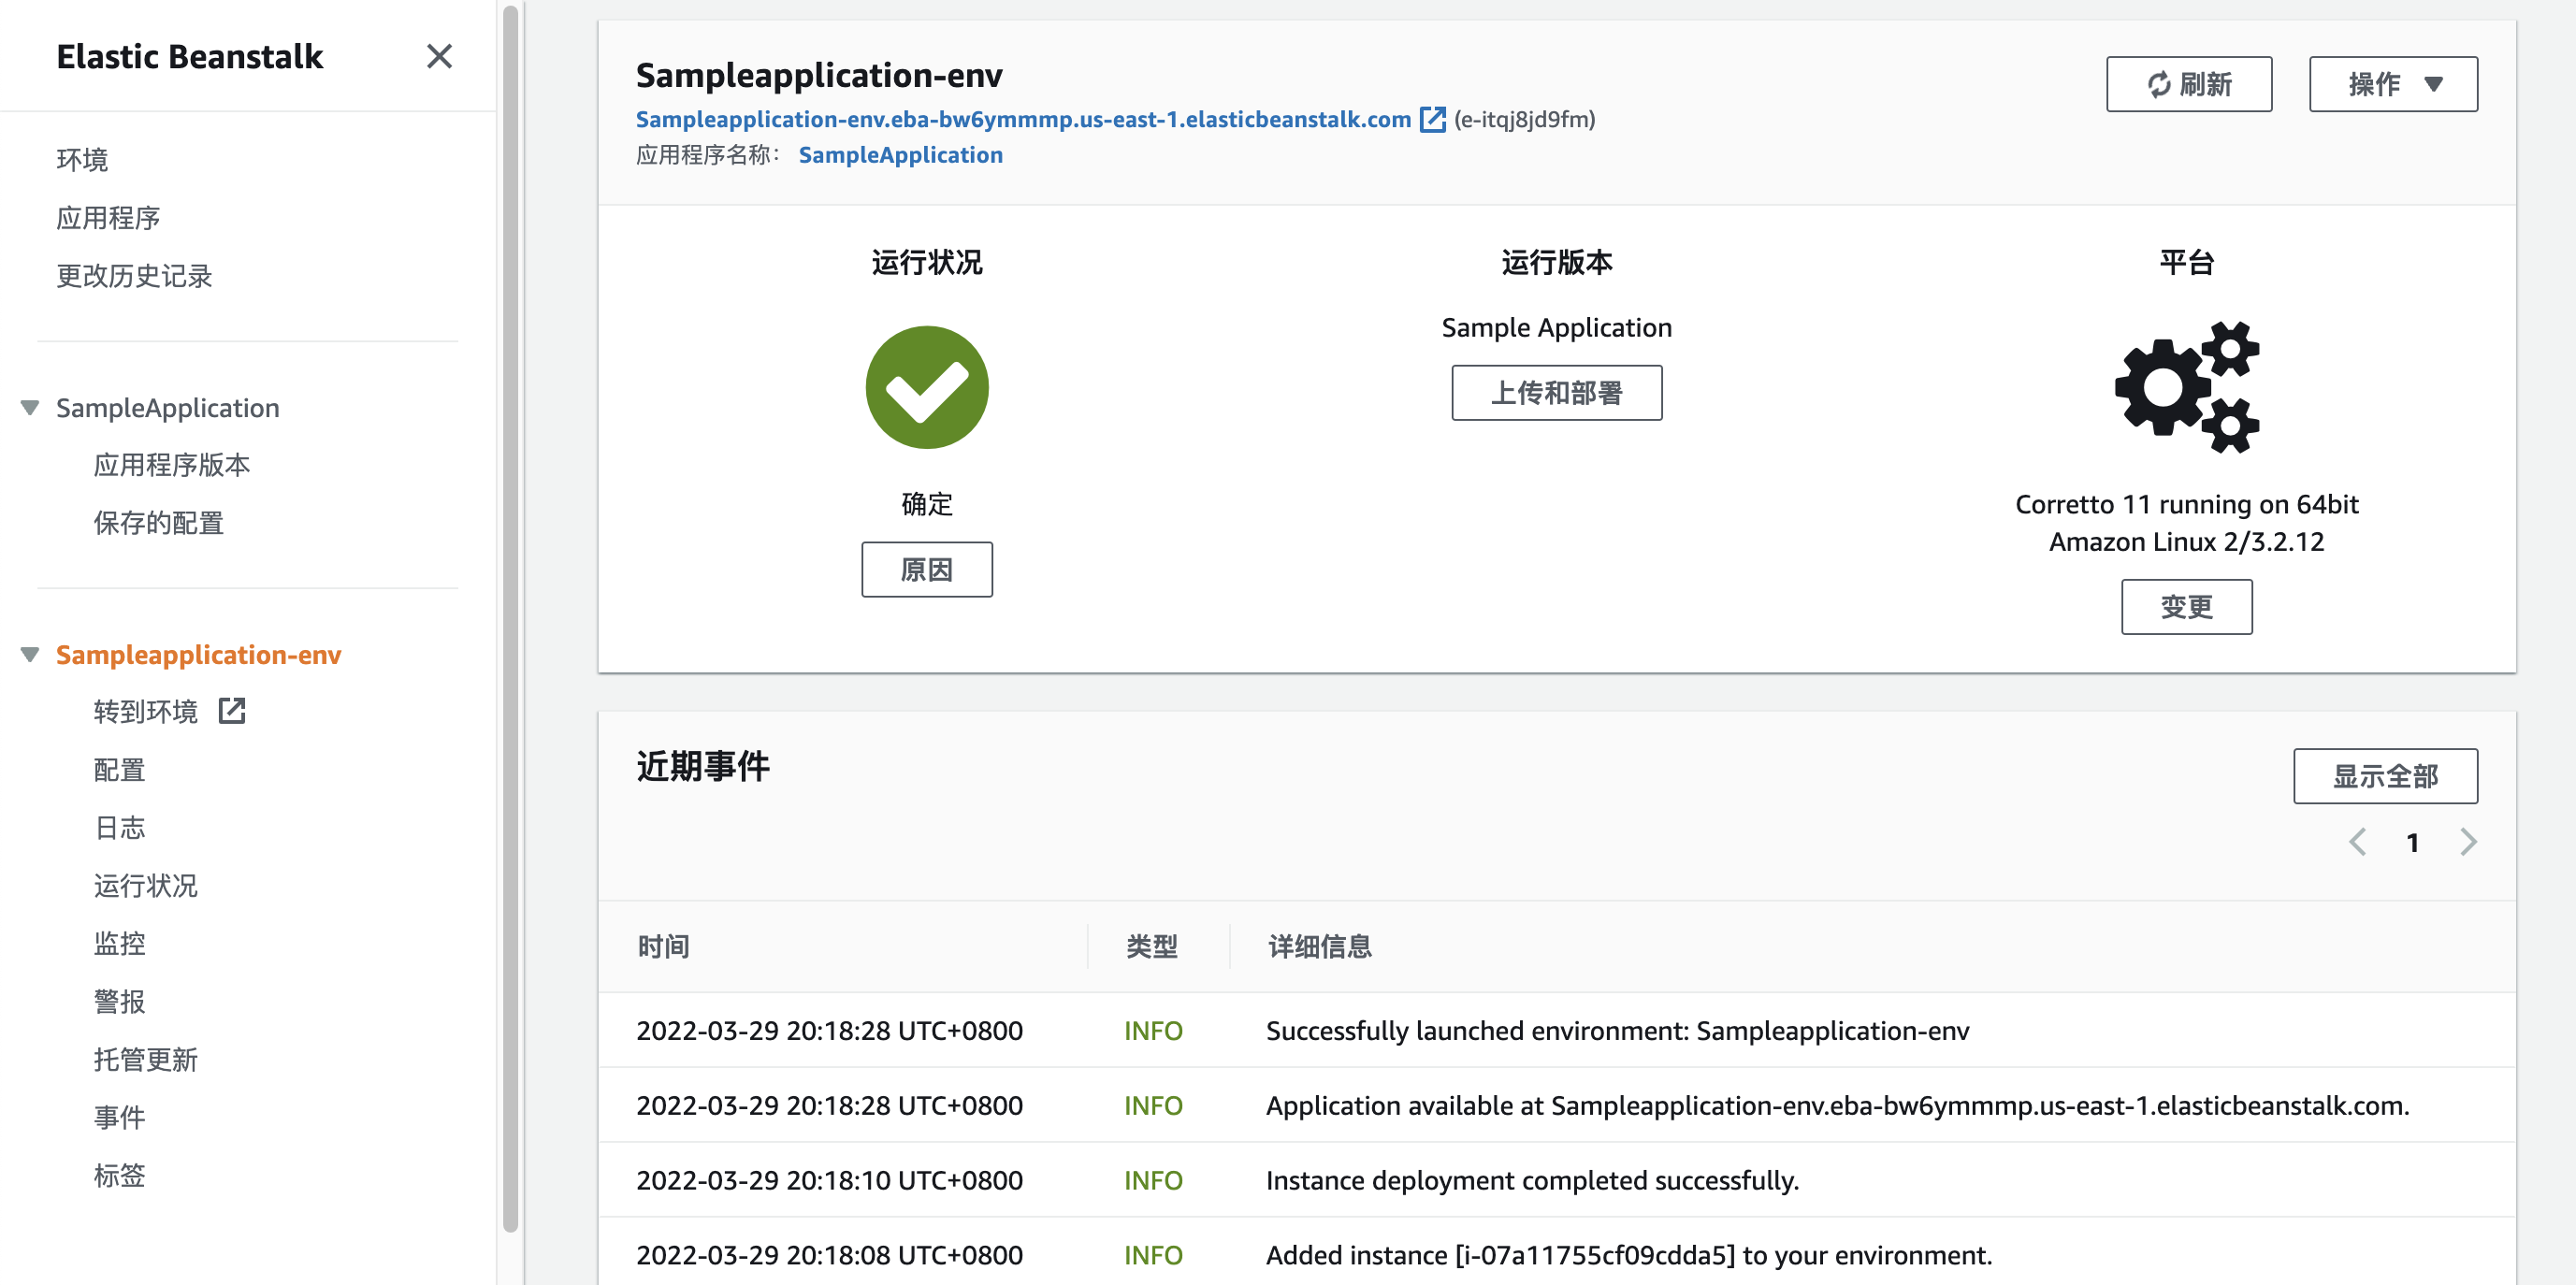 Elastic Beanstalk
环境
应用程序
更改历史记录
SampleApplication
应用程序版本
保存的配置
Sampleapplication-env
转到环境
配置
日志
运行状况
监控
警报
托管更新
事件
标签
Sampleapplication-env
Sampleapplication-env.eba-bw6ymmmp.us-east-1.elasticbeanstalk.com (e-itqj8jd9fm)
应用程序名称： SampleApplication
刷新
操作
运行状况
确定
原因
运行版本
Sample Application
上传和部署
平台
Corretto 11 running on 64bit
Amazon Linux 2/3.2.12
变更
近期事件
显示全部
1
时间 类型 详细信息
2022-03-29 20:18:28 UTC+0800 INFO Successfully launched environment: Sampleapplication-env
2022-03-29 20:18:28 UTC+0800 INFO Application available at Sampleapplication-env.eba-bw6ymmmp.us-east-1.elasticbeanstalk.com.
2022-03-29 20:18:10 UTC+0800 INFO Instance deployment completed successfully.
2022-03-29 20:18:08 UTC+0800 INFO Added instance [i-07a11755cf09cdda5] to your environment.